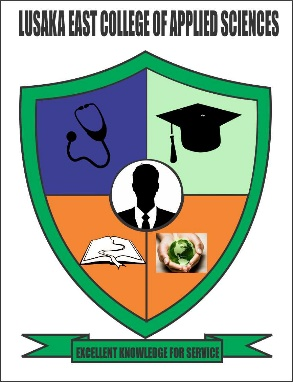 LUSAKA EAST COLLEGE OF APPLIED SCIENCES
EXCELLENT KNOWLEDGE FOR SERVICE